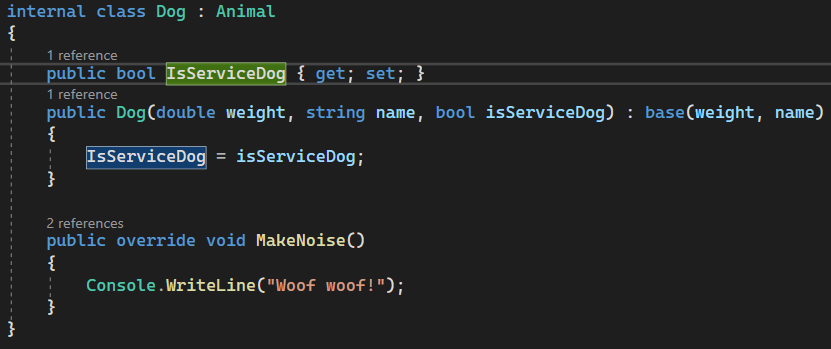 internal class Dog : Animal
{
1 reference
public bool IsServiceDog { get; set; }
1 reference
public Dog(double weight, string name, bool isServiceDog) : base(weight, name)
{
IsServiceDog = isServiceDog;
}
2 references
public override void MakeNoise()
{
Console.WriteLine("Woof woof!");
}
}